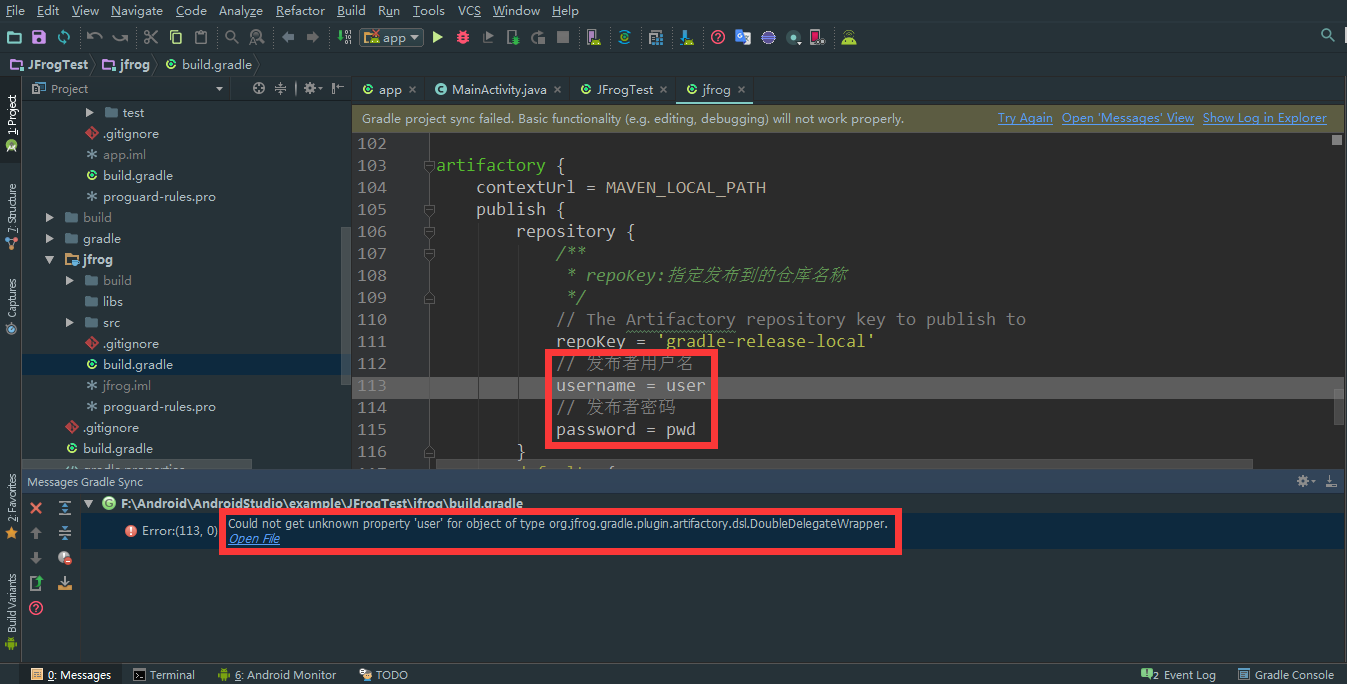 File Edit View Navigate Code Analyze Refactor Build Run Tools VCS Window Help
app
JFrogTest jfrog build.gradle
1: Project
7: Structure
Captures
2: Favorites
Build Variants
Project
test
.gitignore
app.iml
build.gradle
proguard-rules.pro
build
gradle
jfrog
build
libs
src
.gitignore
build.gradle
jfrog.iml
proguard-rules.pro
.gitignore
build.gradle
gradle.properties
app MainActivity.java JFrogTest jfrog
Gradle project sync failed. Basic functionality (e.g. editing, debugging) will not work properly. Try Again Open 'Messages' View Show Log in Explorer
102
103 artifactory {
104 contextUrl = MAVEN_LOCAL_PATH
105 publish {
106 repository {
107 /**
108 * repoKey:指定发布到的仓库名称
109 */
110 // The Artifactory repository key to publish to
111 repoKey = 'gradle-release-local'
112 // 发布者用户名
113 username = user
114 // 发布者密码
115 password = pwd
116 }
Messages Gradle Sync
F:\Android\AndroidStudio\example\JFrogTest\jfrog\build.gradle
Error:(113, 0) Could not get unknown property 'user' for object of type org.jfrog.gradle.plugin.artifactory.dsl.DoubleDelegateWrapper.
Open File
0: Messages Terminal 6: Android Monitor TODO 2 Event Log Gradle Console